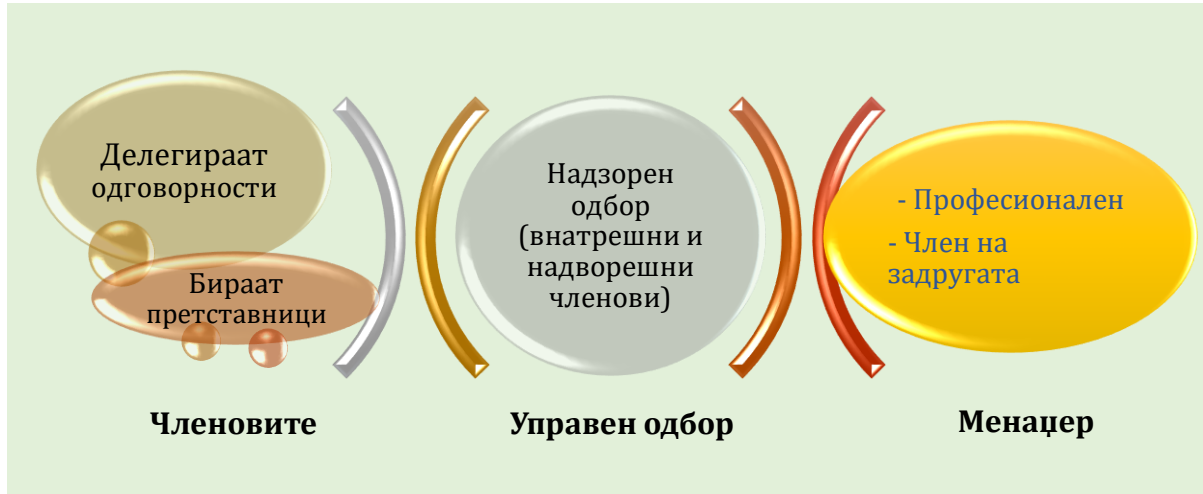 Делегираат
одговорности
Бираат
претставници
Членовите
Надзорен
одбор
(внатрешни и
надворешни
членови)
Управен одбор
- Професионален
- Член на
задругата
Менаџер